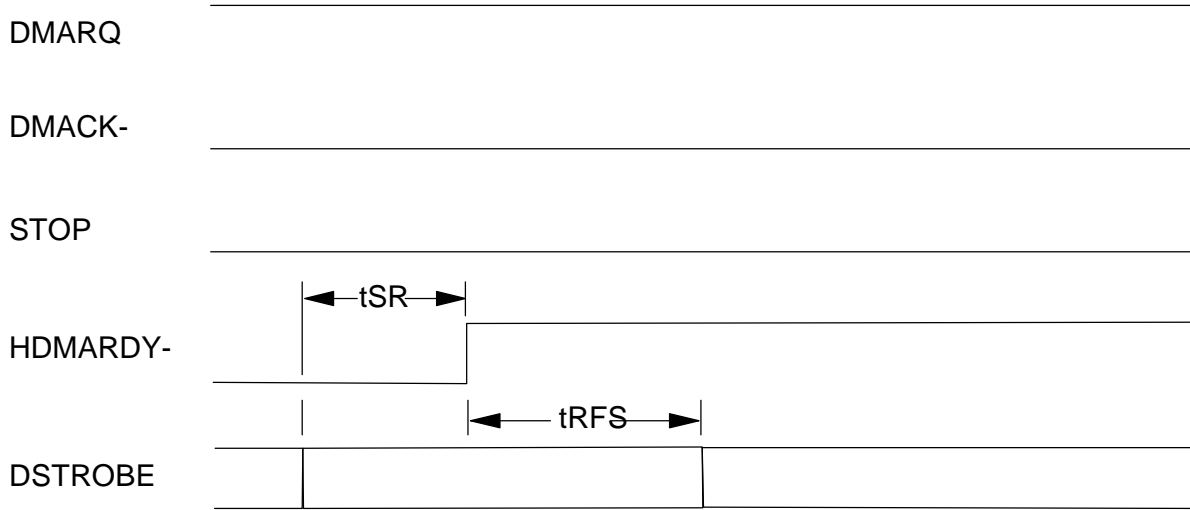 DMARQ
DMACK-
STOP
tSR
HDMARDY-
tRFS
DSTROBE